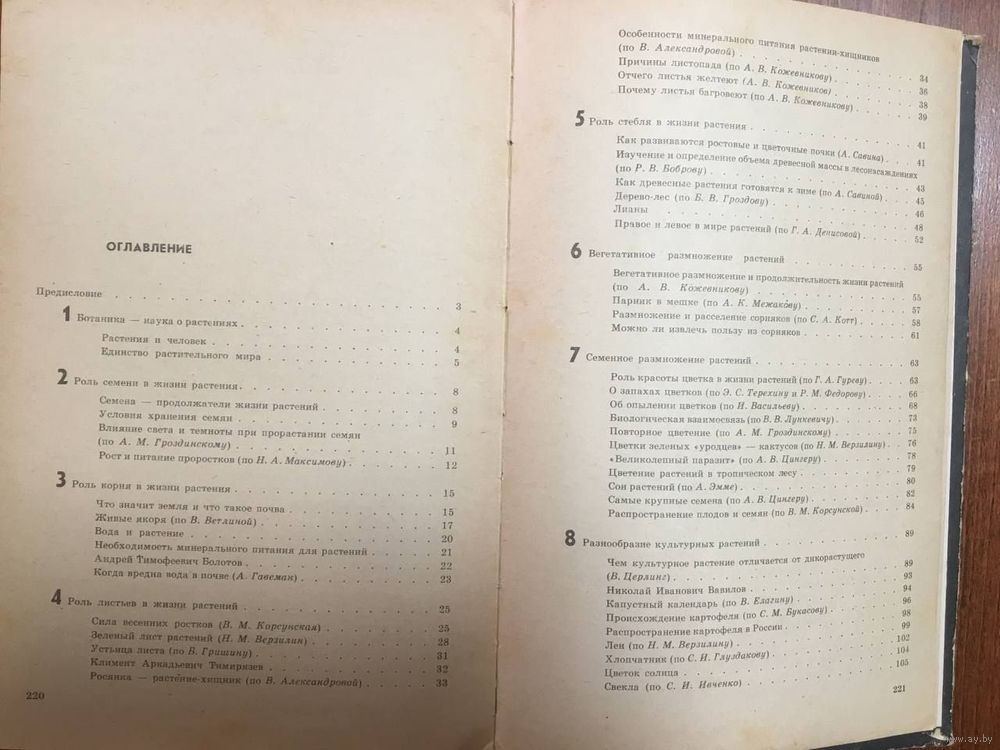 ОГЛАВЛЕНИЕ
Предисловие . . . 3
1 Ботаника — наука о растениях . . . 4
Растения и человек . . . 4
Единство растительного мира . . . 5
2 Роль семени в жизни растения . . . 8
Семена — продолжатели жизни растений . . . 8
Условия хранения семян . . . 9
Влияние света и темноты при прорастании семян
(по А. М. Гроздинскому) . . . 11
Рост и питание проростков (по Н. А. Максимову) . . . 12
3 Роль корня в жизни растения . . . 15
Что значит земля и что такое почва . . . 15
Живые якоря (по В. Ветлиной) . . . 17
Вода и растение . . . 20
Необходимость минерального питания для растений . . . 21
Андрей Тимофеевич Болотов . . . 22
Когда вредна вода в почве (А. Гавеман) . . . 23
4 Роль листьев в жизни растений . . . 25
Сила весенних ростков (В. М. Корсунская) . . . 25
Зеленый лист растений (Н. М. Верзилин) . . . 28
Устьица листа (по Б. Гришину) . . . 31
Климент Аркадьевич Тимирязев . . . 32
Росянка — растение-хищник (по В. Александровой) . . . 33
220
Особенности минерального питания растений-хищников
(по В. Александровой) . . . 34
Причины листопада (по А. В. Кожевникову) . . . 36
Отчего листья желтеют (А. В. Кожевников) . . . 38
Почему листья багровеют (по А. В. Кожевникову) . . . 39
5 Роль стебля в жизни растения . . . 41
Как развиваются ростовые и цветочные почки (А. Савина) . . . 41
Изучение и определение объема древесной массы в лесонасаждениях
(по Р. В. Боброву) . . . 43
Как древесные растения готовятся к зиме (по А. Савиной) . . . 45
Дерево-лес (по Б. В. Гроздову) . . . 46
Лианы . . . 48
Правое и левое в мире растений (по Г. А. Денисовой) . . . 52
6 Вегетативное размножение растений . . . 55
Вегетативное размножение и продолжительность жизни растений
(по А. В. Кожевникову) . . . 55
Парник в мешке (по А. К. Межакову) . . . 57
Размножение и расселение сорняков (по С. А. Котт) . . . 58
Можно ли извлечь пользу из сорняков . . . 61
7 Семенное размножение растений . . . 63
Роль красоты цветка в жизни растений (по Г. А. Гуреву) . . . 63
О запахах цветков (по Э. С. Терехину и Р. М. Федорову) . . . 66
Об опылении цветков (по И. Васильеву) . . . 68
Биологическая взаимосвязь (по В. В. Лункевичу) . . . 73
Повторное цветение (по А. М. Гроздинскому) . . . 75
Цветки зеленых «уродцев» — кактусов (по Н. М. Верзилину) . . . 76
«Великолепный паразит» (по А. В. Цингеру) . . . 78
Цветение растений в тропическом лесу . . . 79
Сон растений (по А. Эмме) . . . 80
Самые крупные семена (по А. В. Цингеру) . . . 82
Распространение плодов и семян (по В. М. Корсунской) . . . 84
8 Разнообразие культурных растений . . . 89
Чем культурное растение отличается от дикорастущего
(В. Церлинг) . . . 89
Николай Иванович Вавилов . . . 93
Капустный календарь (по В. Елагину) . . . 94
Происхождение картофеля (по С. М. Букасову) . . . 96
Распространение картофеля в России . . . 98
Лен (по Н. М. Верзилину) . . . 99
Хлопчатник (по С. И. Глуздакову) . . . 102
Цветок солнца . . . 104
Свекла (по С. И. Ивченко) . . . 105
221
www.ay.by